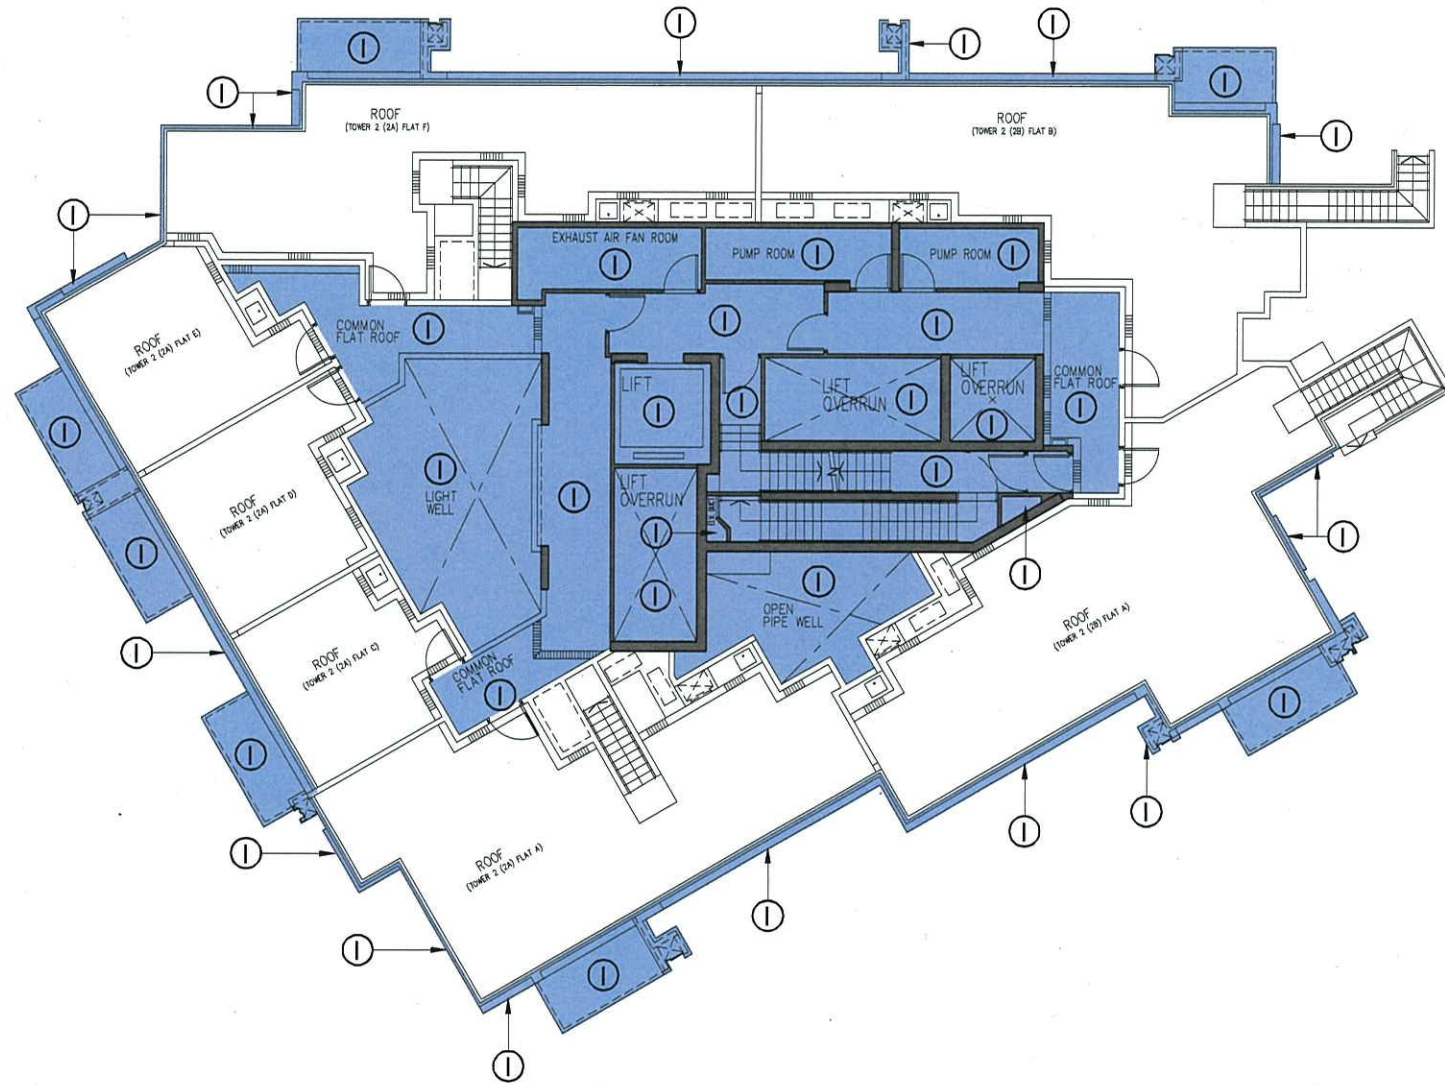 I
I
I
I
I
I
I
ROOF
(TOWER 2 (2A) FLAT F)
ROOF
(TOWER 2 (2B) FLAT B)
I
I
I
EXHAUST AIR FAN ROOM
I
PUMP ROOM
I
PUMP ROOM
I
COMMON
FLAT ROOF
I
I
I
ROOF
(TOWER 2 (2A) FLAT E)
LIFT
I
I
LIFT
OVERRUN
I
LIFT
OVERRUN
I
COMMON
FLAT ROOF
I
I
I
LIGHT
WELL
I
I
LIFT
OVERRUN
I
ROOF
(TOWER 2 (2A) FLAT D)
I
I
I
I
I
OPEN
PIPE WELL
I
ROOF
(TOWER 2 (2B) FLAT A)
I
ROOF
(TOWER 2 (2A) FLAT C)
COMMON
FLAT ROOF
I
I
I
I
I
I
ROOF
(TOWER 2 (2A) FLAT A)
I
I
I
I